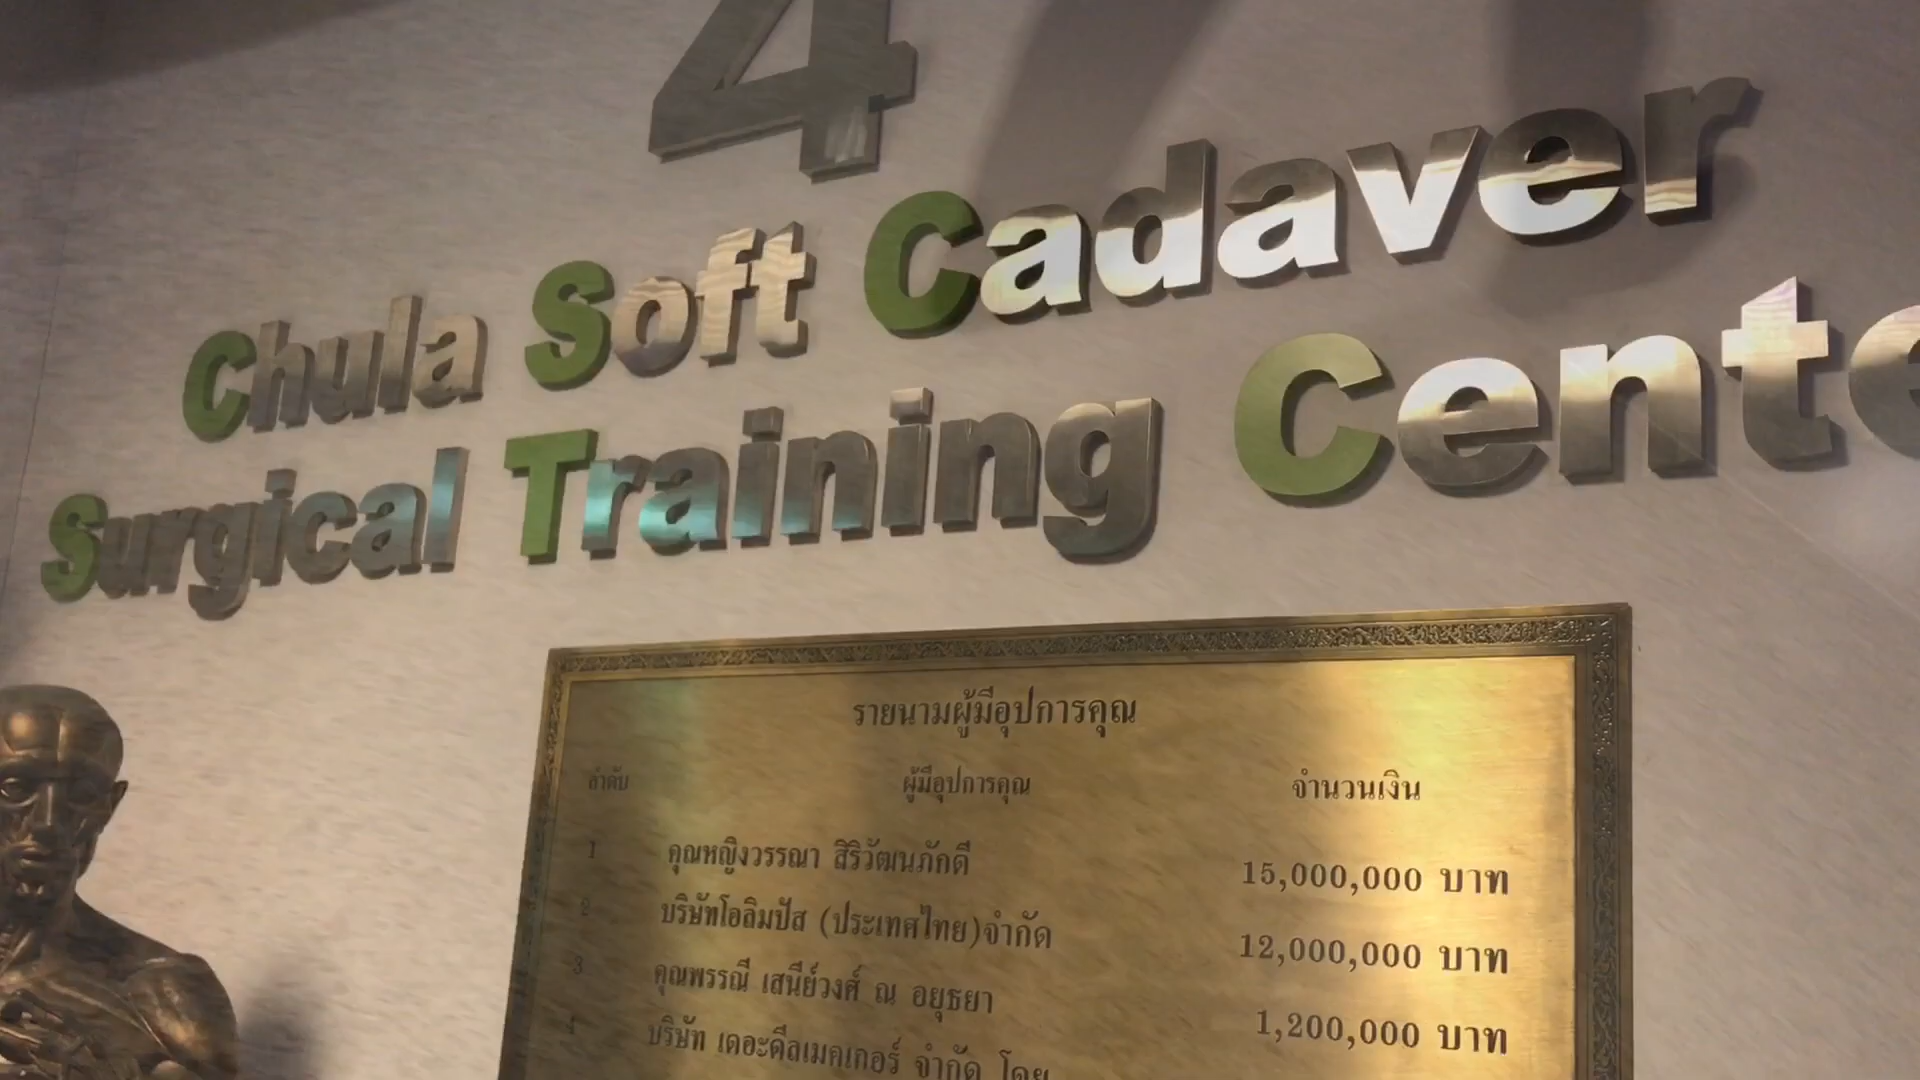 4
Chula Soft Cadaver
Surgical Training Cente
รายนามผู้มีอุปการคุณ
ลำดับ ผู้มีอุปการคุณ จำนวนเงิน
1 คุณหญิงวรรณา สิริวัฒนภักดี 15,000,000 บาท
2 บริษัทโอลิมปัส (ประเทศไทย)จำกัด 12,000,000 บาท
3 คุณพรรณี เสนีย์วงศ์ ณ อยุธยา 1,200,000 บาท
4 บริษัท เดอะดีลเมคเกอร์ จำกัด โดย